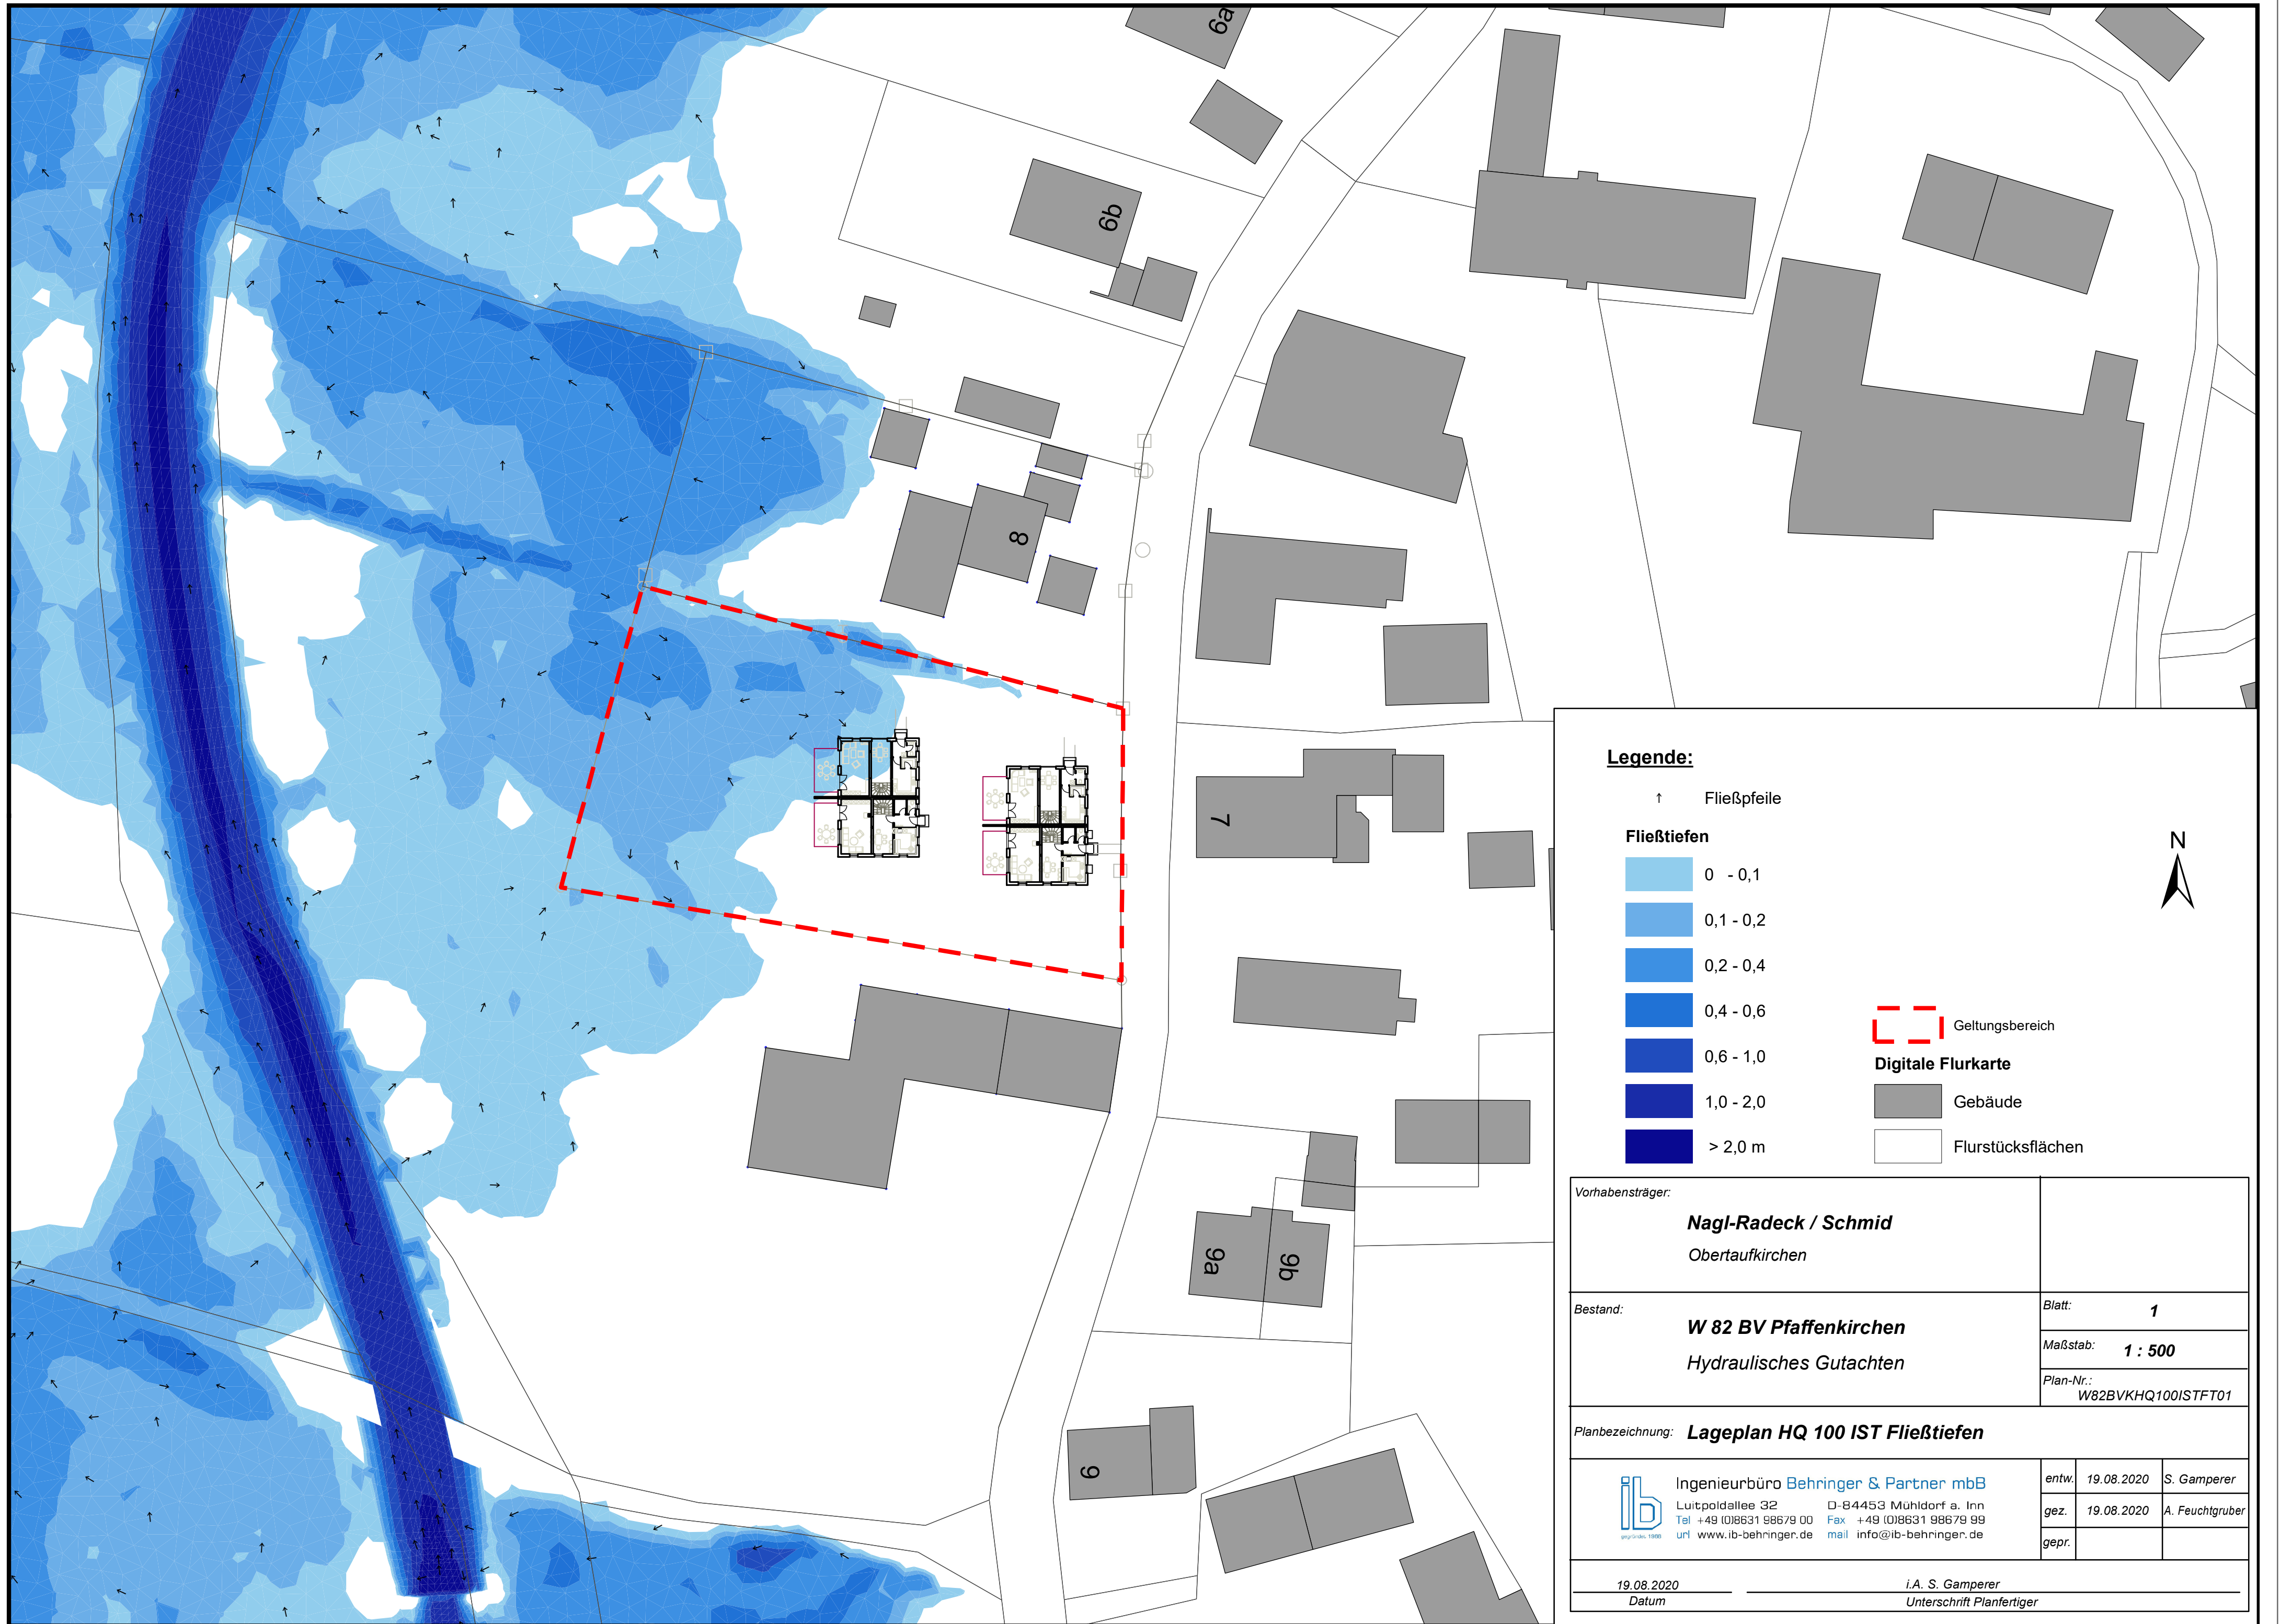 6a
6b
8
7
9a
9b
9
Legende:
Fließpfeile
Fließtiefen
0 - 0,1
0,1 - 0,2
0,2 - 0,4
0,4 - 0,6
0,6 - 1,0
1,0 - 2,0
> 2,0 m
N
Geltungsbereich
Digitale Flurkarte
Gebäude
Flurstücksflächen
Vorhabensträger:
Nagl-Radeck / Schmid
Obertaufkirchen
Bestand:
W 82 BV Pfaffenkirchen
Hydraulisches Gutachten
Blatt: 1
Maßstab: 1 : 500
Plan-Nr.:
W82BVKHQ100ISTFT01
Planbezeichnung: Lageplan HQ 100 IST Fließtiefen
ib
gegründet 1986
Ingenieurbüro Behringer & Partner mbB
Luitpoldallee 32 D-84453 Mühldorf a. Inn
Tel +49 (0)8631 98679 00 Fax +49 (0)8631 98679 99
url www.ib-behringer.de mail info@ib-behringer.de
entw. 19.08.2020 S. Gamperer
gez. 19.08.2020 A. Feuchtgruber
gepr.
19.08.2020 i.A. S. Gamperer
Datum Unterschrift Planfertiger